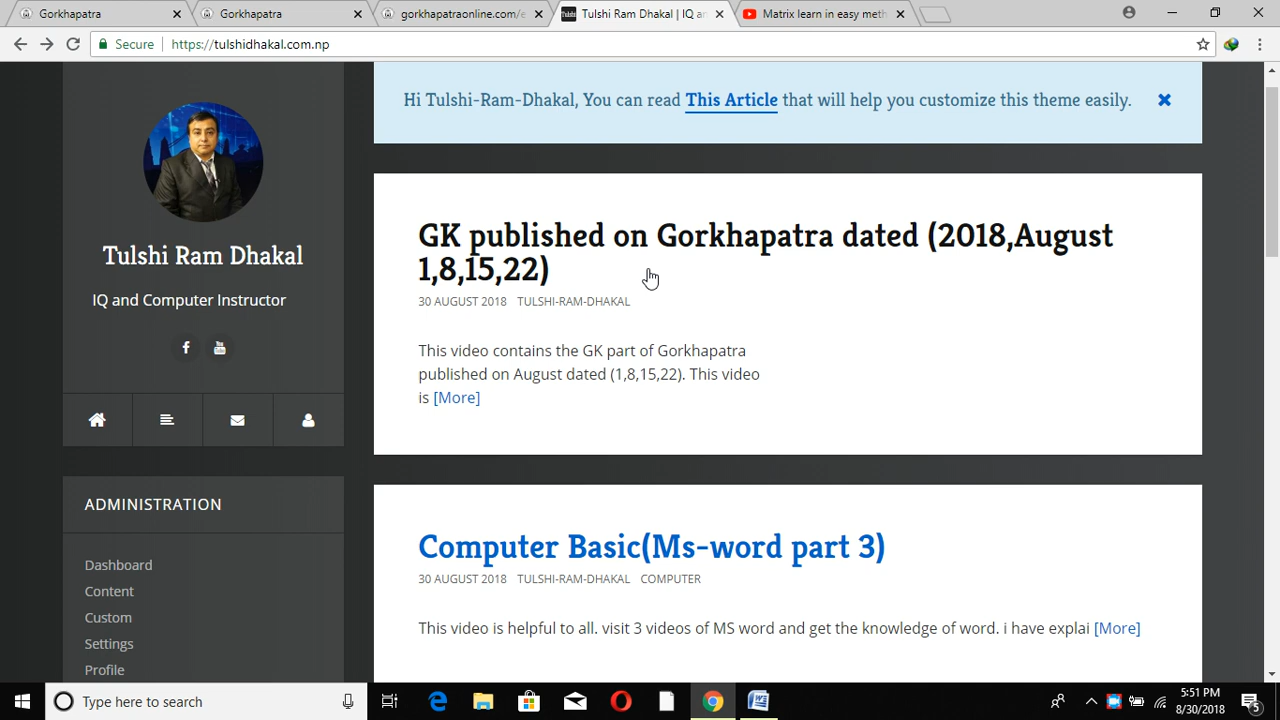 Gorkhapatra
Gorkhapatra
gorkhapatraonline.com/e
Tulshi Ram Dhakal | IQ an
Matrix learn in easy meth
Secure
https://tulshidhakal.com.np
Hi Tulshi-Ram-Dhakal, You can read This Article that will help you customize this theme easily.
Tulshi Ram Dhakal
IQ and Computer Instructor
GK published on Gorkhapatra dated (2018,August
1,8,15,22)
30 AUGUST 2018 TULSHI-RAM-DHAKAL
This video contains the GK part of Gorkhapatra
published on August dated (1,8,15,22). This video
is [More]
ADMINISTRATION
Dashboard
Content
Custom
Settings
Profile
Computer Basic(Ms-word part 3)
30 AUGUST 2018 TULSHI-RAM-DHAKAL COMPUTER
This video is helpful to all. visit 3 videos of MS word and get the knowledge of word. i have explai [More]
Type here to search
5:51 PM
8/30/2018
5